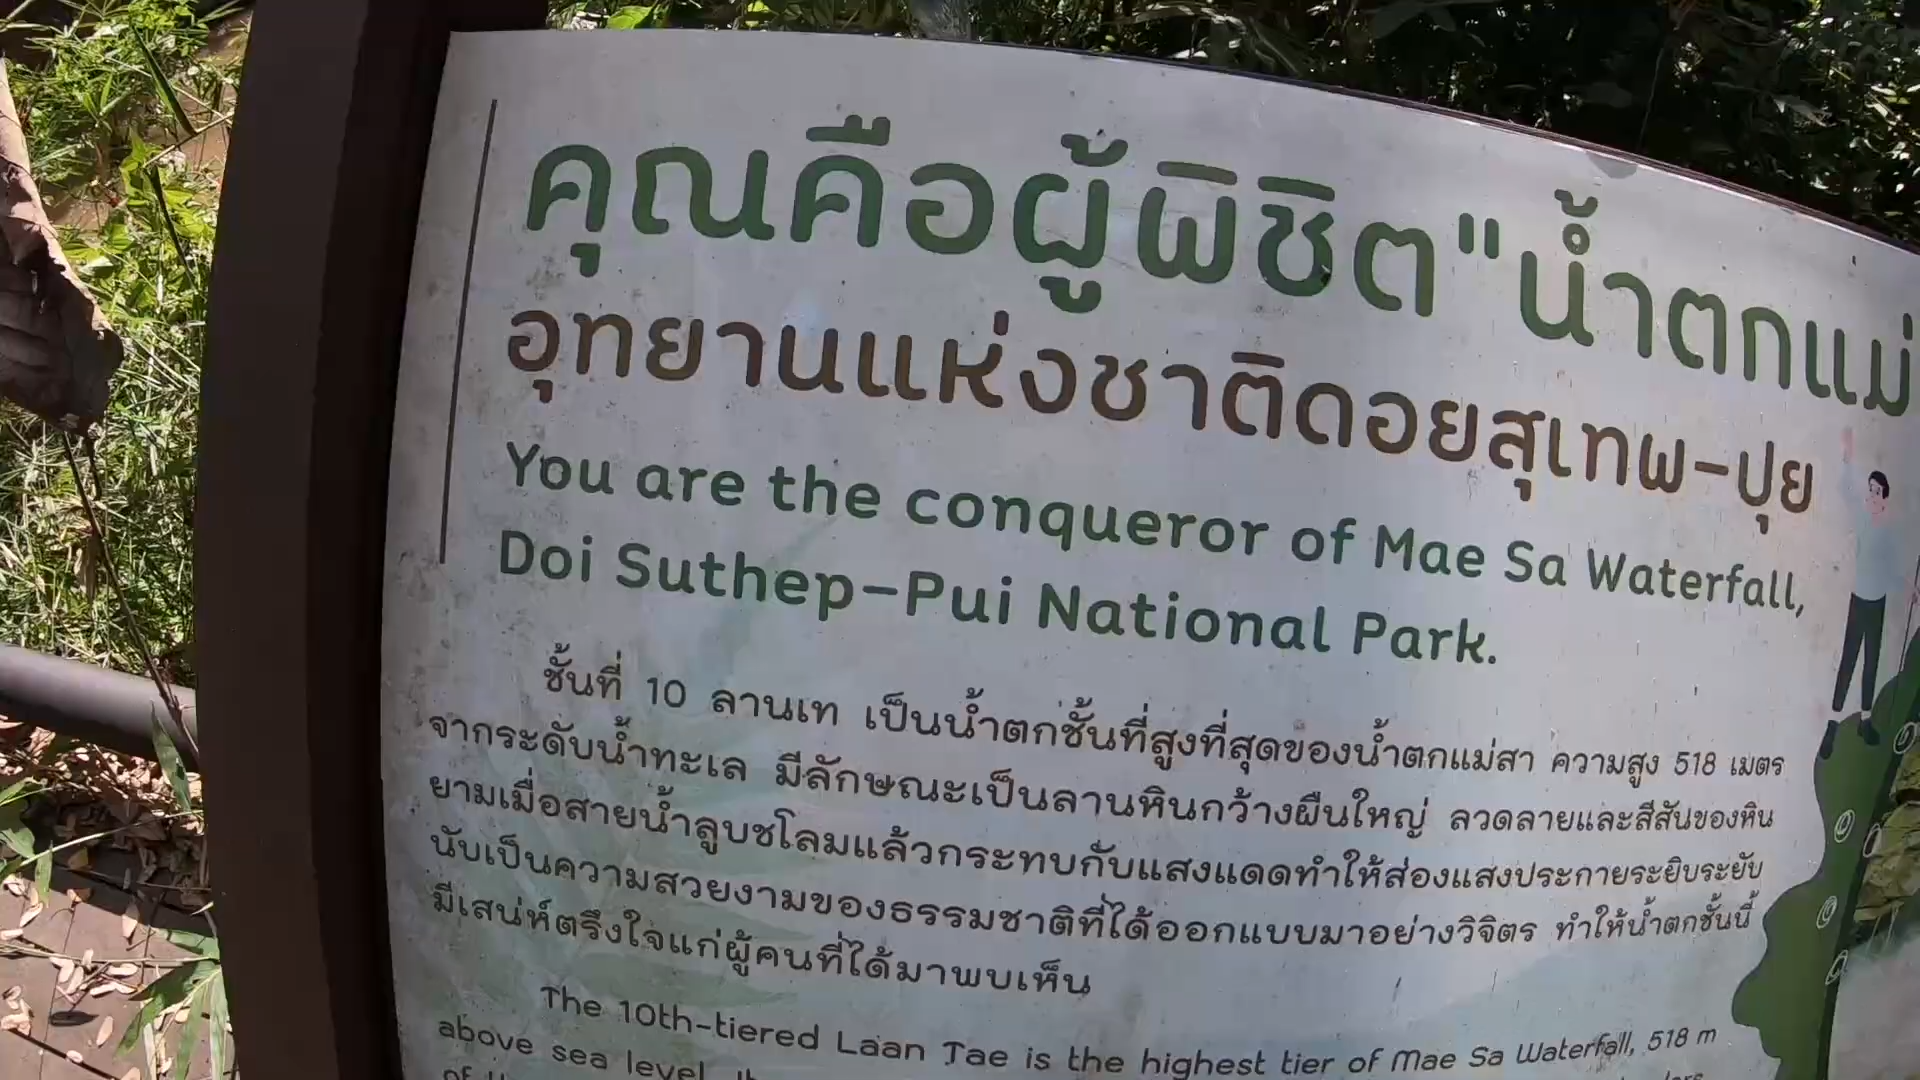 คุณคือผู้พิชิต "น้ำตกแม่
อุทยานแห่งชาติดอยสุเทพ-ปุย
You are the conqueror of Mae Sa Waterfall,
Doi Suthep-Pui National Park.
ชั้นที่ 10 ลานเท เป็นน้ำตกชั้นที่สูงที่สุดของน้ำตกแม่สา ความสูง 518 เมตร
จากระดับน้ำทะเล มีลักษณะเป็นลานหินกว้างผืนใหญ่ ลวดลายและสีสันของหิน
ยามเมื่อสายน้ำลูบชโลมแล้วกระทบกับแสงแดดทำให้ส่องแสงประกายระยิบระยับ
นับเป็นความสวยงามของธรรมชาติที่ได้ออกแบบมาอย่างวิจิตร ทำให้น้ำตกชั้นนี้
มีเสน่ห์ตรึงใจแก่ผู้คนที่ได้มาพบเห็น
The 10th-tiered Laan Tae is the highest tier of Mae Sa Waterfall, 518 m
above sea level.